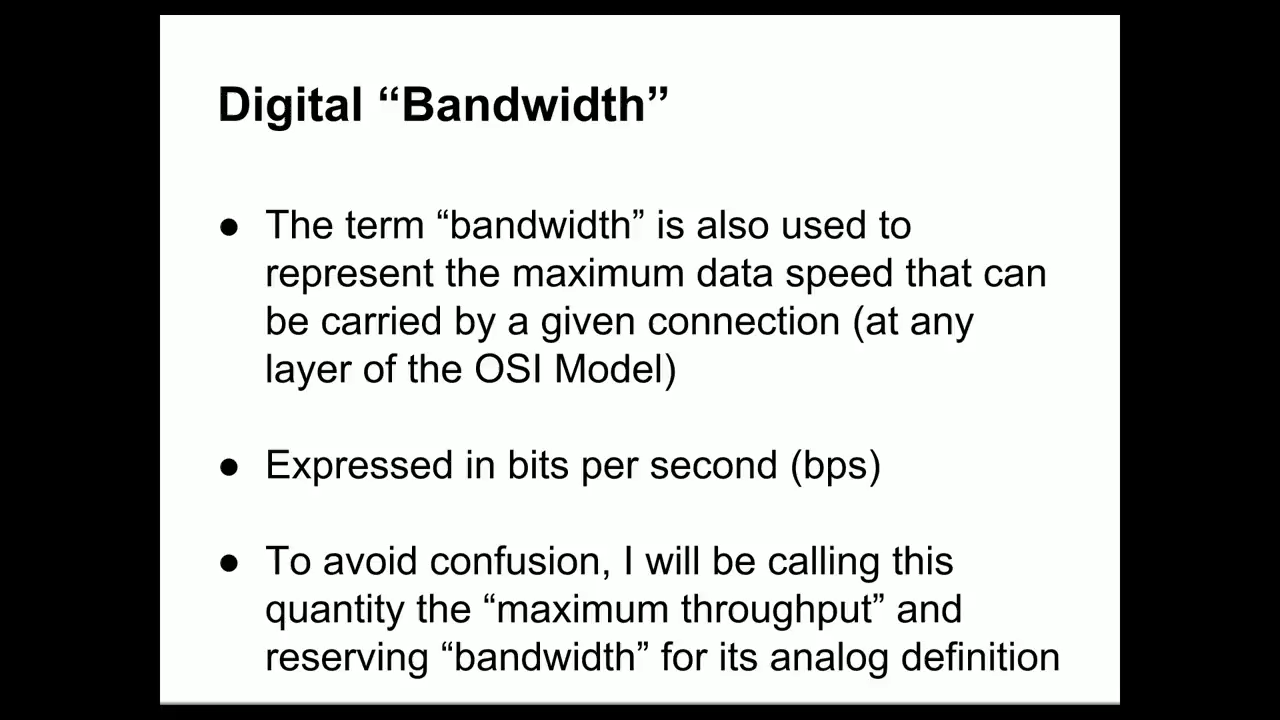 Digital “Bandwidth”
● The term “bandwidth” is also used to
represent the maximum data speed that can
be carried by a given connection (at any
layer of the OSI Model)
● Expressed in bits per second (bps)
● To avoid confusion, I will be calling this
quantity the “maximum throughput” and
reserving “bandwidth” for its analog definition